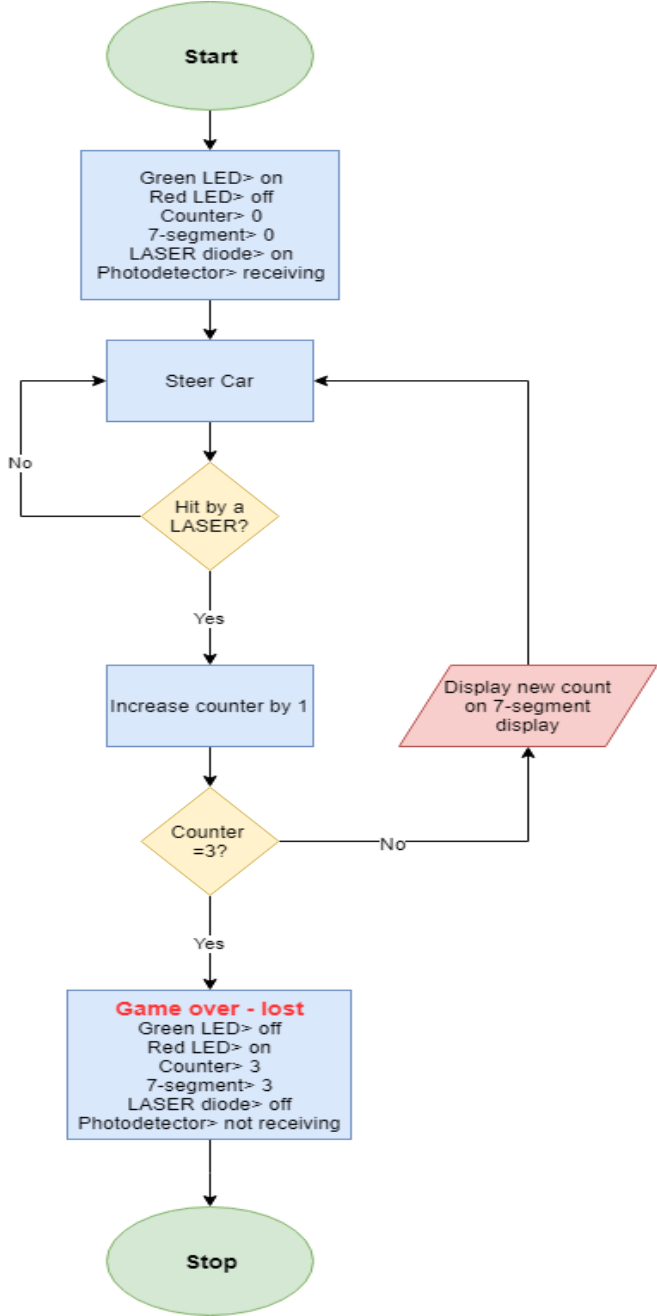 Start
Green LED> on
Red LED> off
Counter> 0
7-segment> 0
LASER diode> on
Photodetector> receiving
Steer Car
No
Hit by a
LASER?
Yes
Increase counter by 1
Display new count
on 7-segment
display
Counter
=3?
No
Yes
Game over - lost
Green LED> off
Red LED> on
Counter> 3
7-segment> 3
LASER diode> off
Photodetector> not receiving
Stop